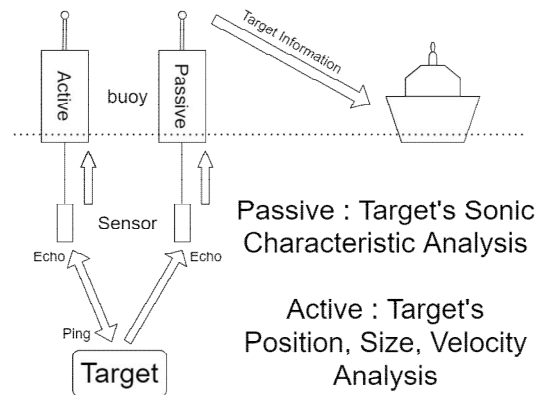 Target Information
Active
buoy
Passive
Sensor
Echo
Echo
Ping
Target
Passive : Target's Sonic
Characteristic Analysis
Active : Target's
Position, Size, Velocity
Analysis